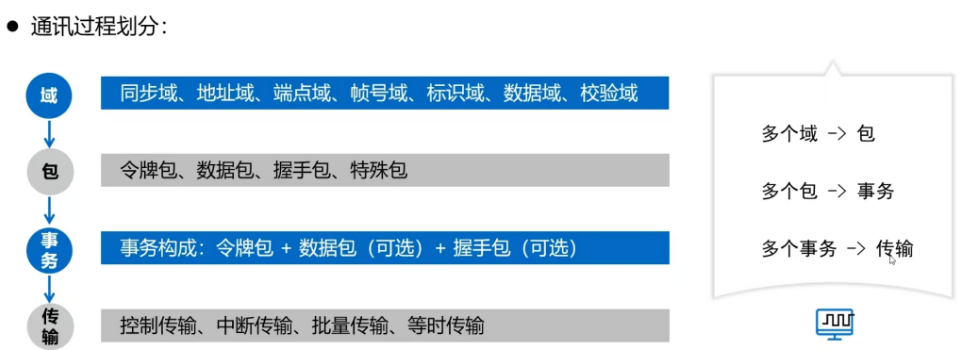 ● 通讯过程划分：
域
同步域、地址域、端点域、帧号域、标识域、数据域、校验域
包
令牌包、数据包、握手包、特殊包
事务
事务构成：令牌包 + 数据包（可选）+ 握手包（可选）
传输
控制传输、中断传输、批量传输、等时传输
多个域 -> 包
多个包 -> 事务
多个事务 -> 传输